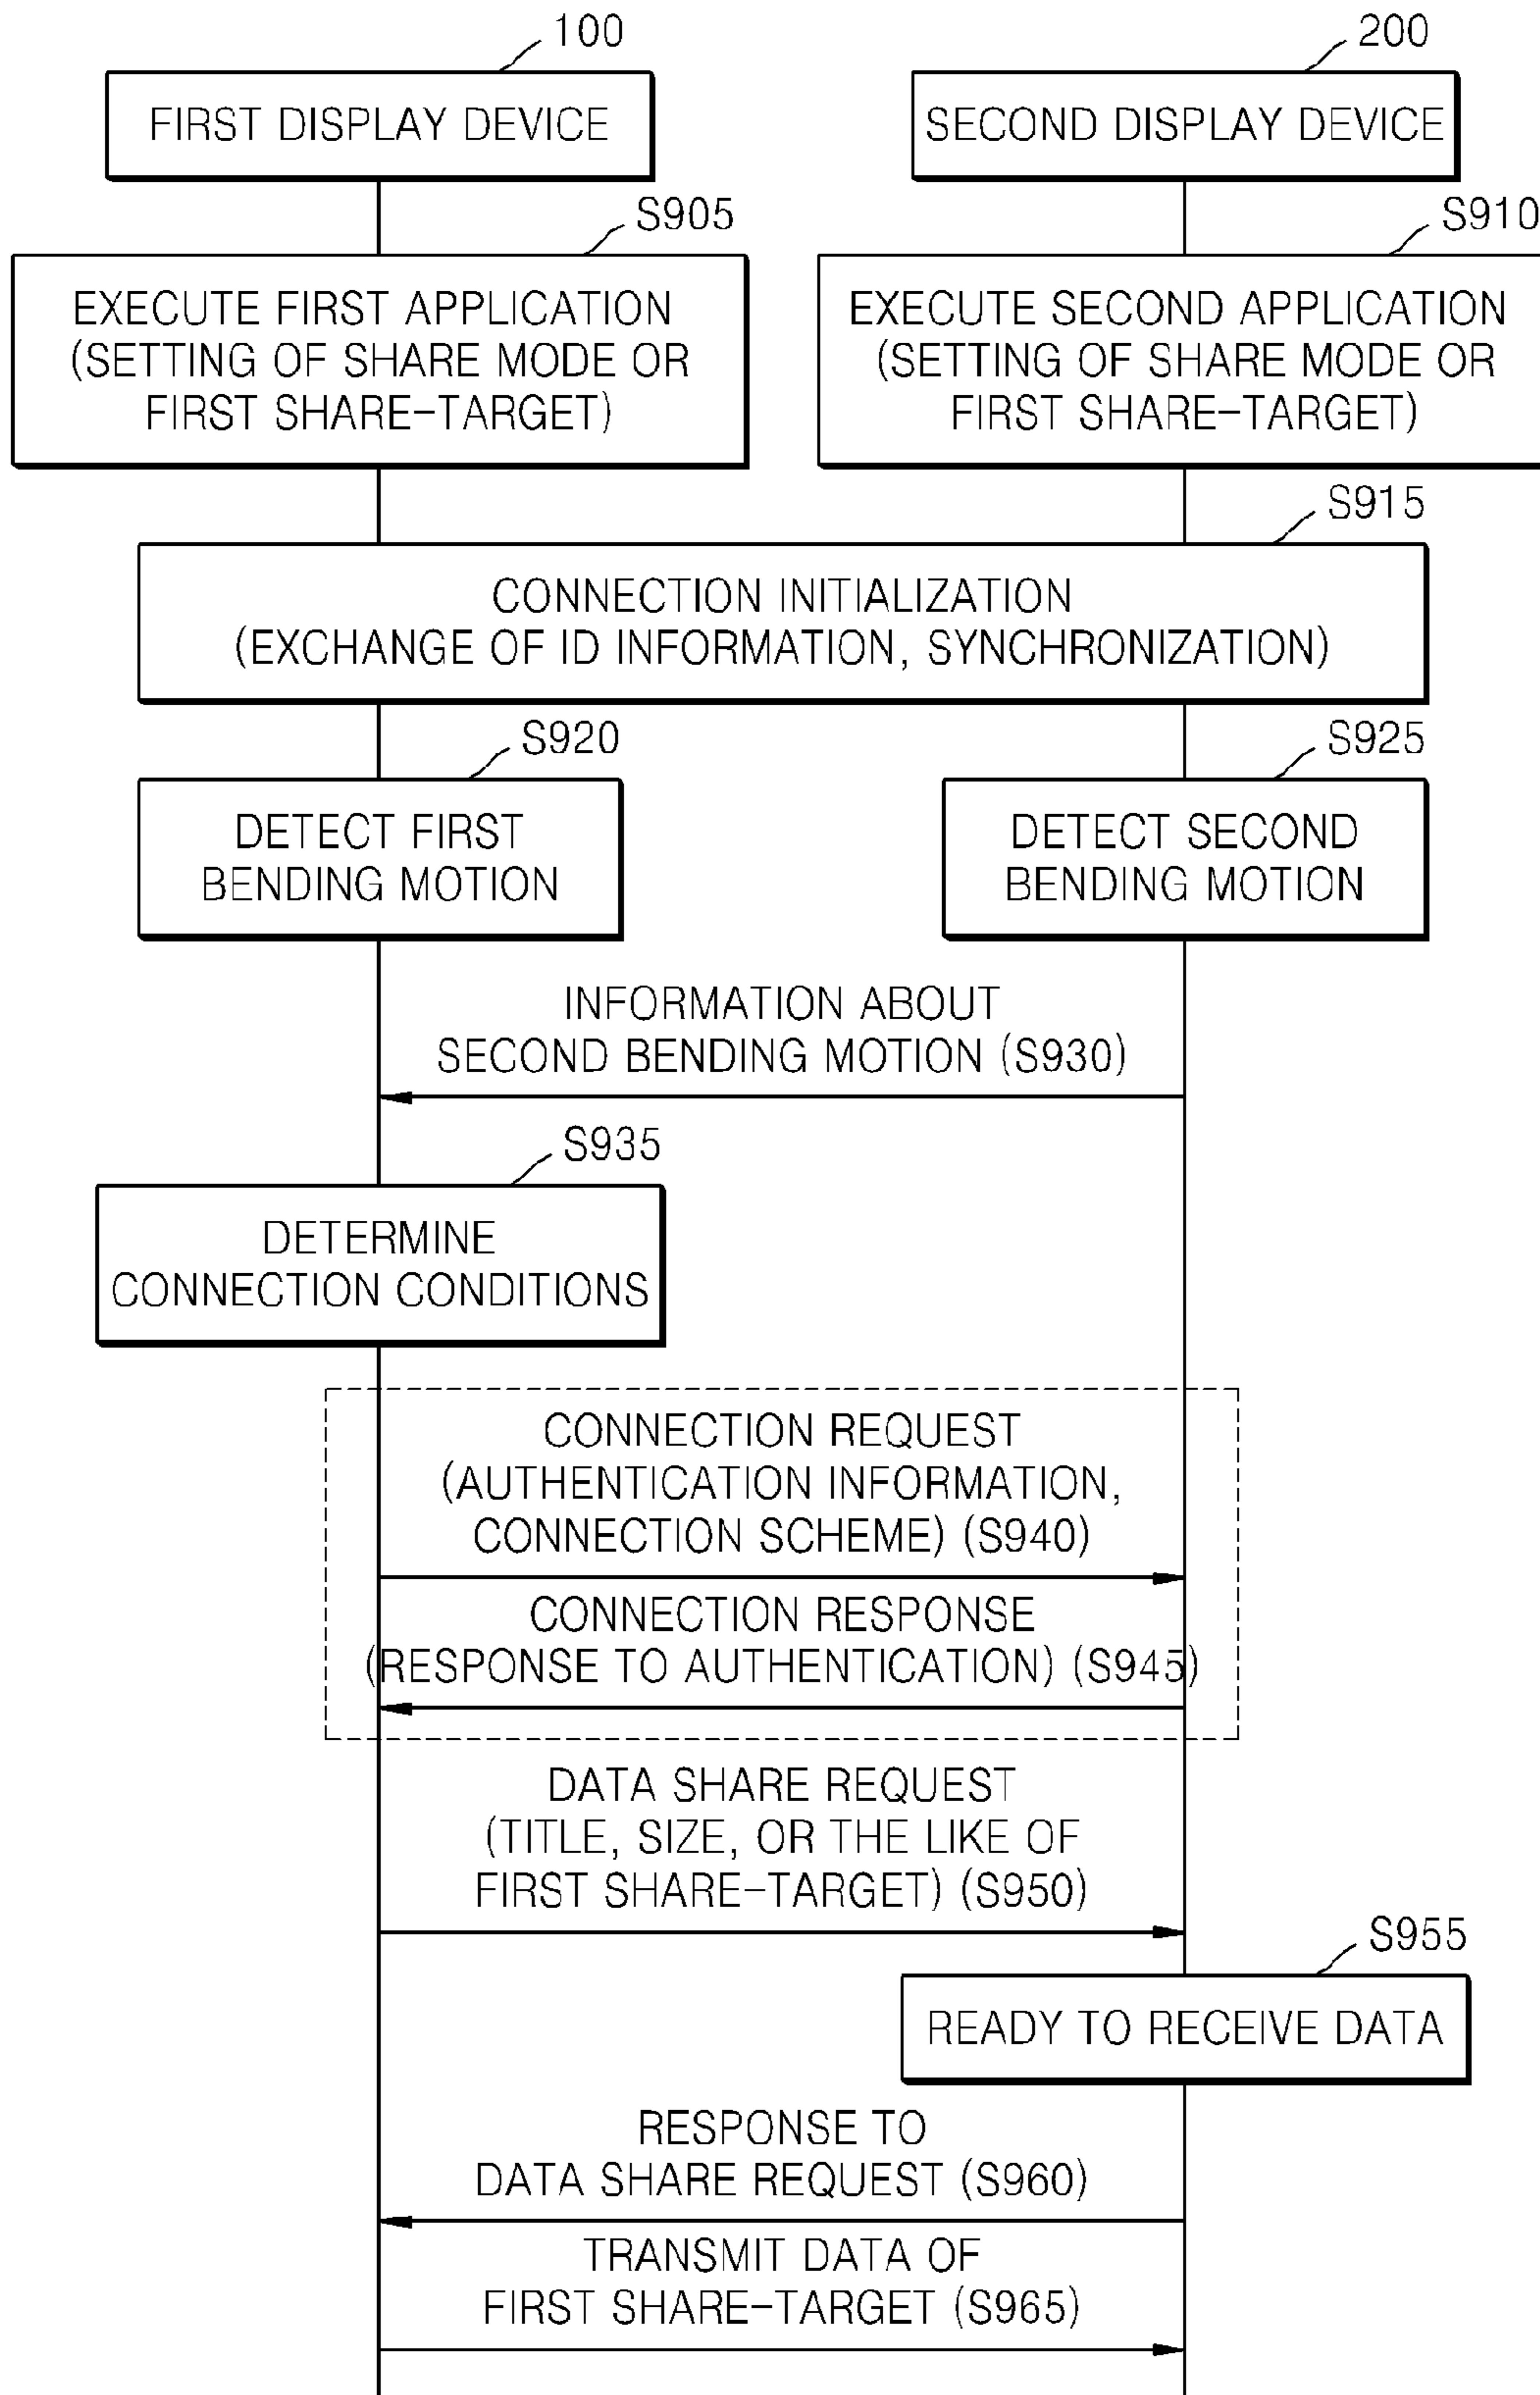 100
200
FIRST DISPLAY DEVICE
SECOND DISPLAY DEVICE
S905
S910
EXECUTE FIRST APPLICATION
(SETTING OF SHARE MODE OR
FIRST SHARE-TARGET)
EXECUTE SECOND APPLICATION
(SETTING OF SHARE MODE OR
FIRST SHARE-TARGET)
S915
CONNECTION INITIALIZATION
(EXCHANGE OF ID INFORMATION, SYNCHRONIZATION)
S920
S925
DETECT FIRST
BENDING MOTION
DETECT SECOND
BENDING MOTION
INFORMATION ABOUT
SECOND BENDING MOTION (S930)
S935
DETERMINE
CONNECTION CONDITIONS
CONNECTION REQUEST
(AUTHENTICATION INFORMATION,
CONNECTION SCHEME) (S940)
CONNECTION RESPONSE
(RESPONSE TO AUTHENTICATION) (S945)
DATA SHARE REQUEST
(TITLE, SIZE, OR THE LIKE OF
FIRST SHARE-TARGET) (S950)
S955
READY TO RECEIVE DATA
RESPONSE TO
DATA SHARE REQUEST (S960)
TRANSMIT DATA OF
FIRST SHARE-TARGET (S965)